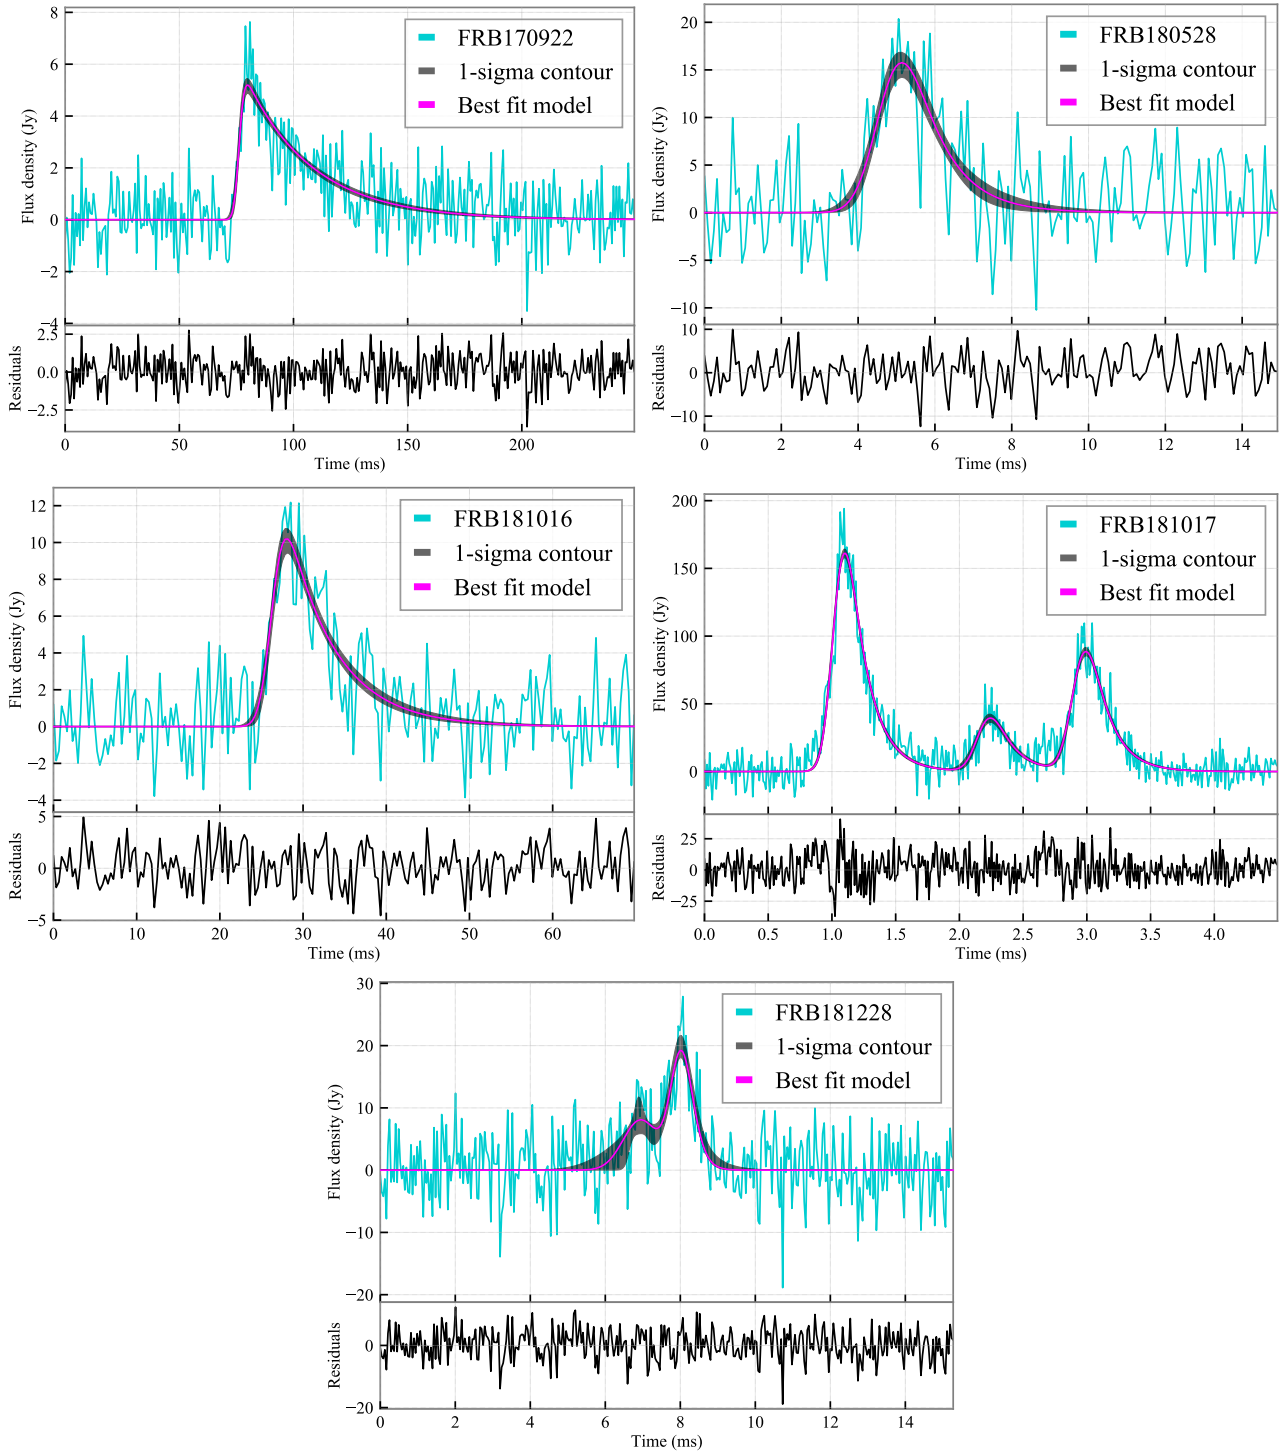 8
6
4
2
0
−2
−4
Flux density (Jy)
FRB170922
1-sigma contour
Best fit model
2.5
0.0
−2.5
Residuals
0
50
100
150
200
Time (ms)
20
15
10
5
0
−5
−10
Flux density (Jy)
FRB180528
1-sigma contour
Best fit model
10
0
−10
Residuals
0
2
4
6
8
10
12
14
Time (ms)
12
10
8
6
4
2
0
−2
−4
Flux density (Jy)
FRB181016
1-sigma contour
Best fit model
5
0
−5
Residuals
0
10
20
30
40
50
60
Time (ms)
200
150
100
50
0
Flux density (Jy)
FRB181017
1-sigma contour
Best fit model
25
0
−25
Residuals
0.0
0.5
1.0
1.5
2.0
2.5
3.0
3.5
4.0
Time (ms)
30
20
10
0
−10
−20
Flux density (Jy)
FRB181228
1-sigma contour
Best fit model
0
−20
Residuals
0
2
4
6
8
10
12
14
Time (ms)